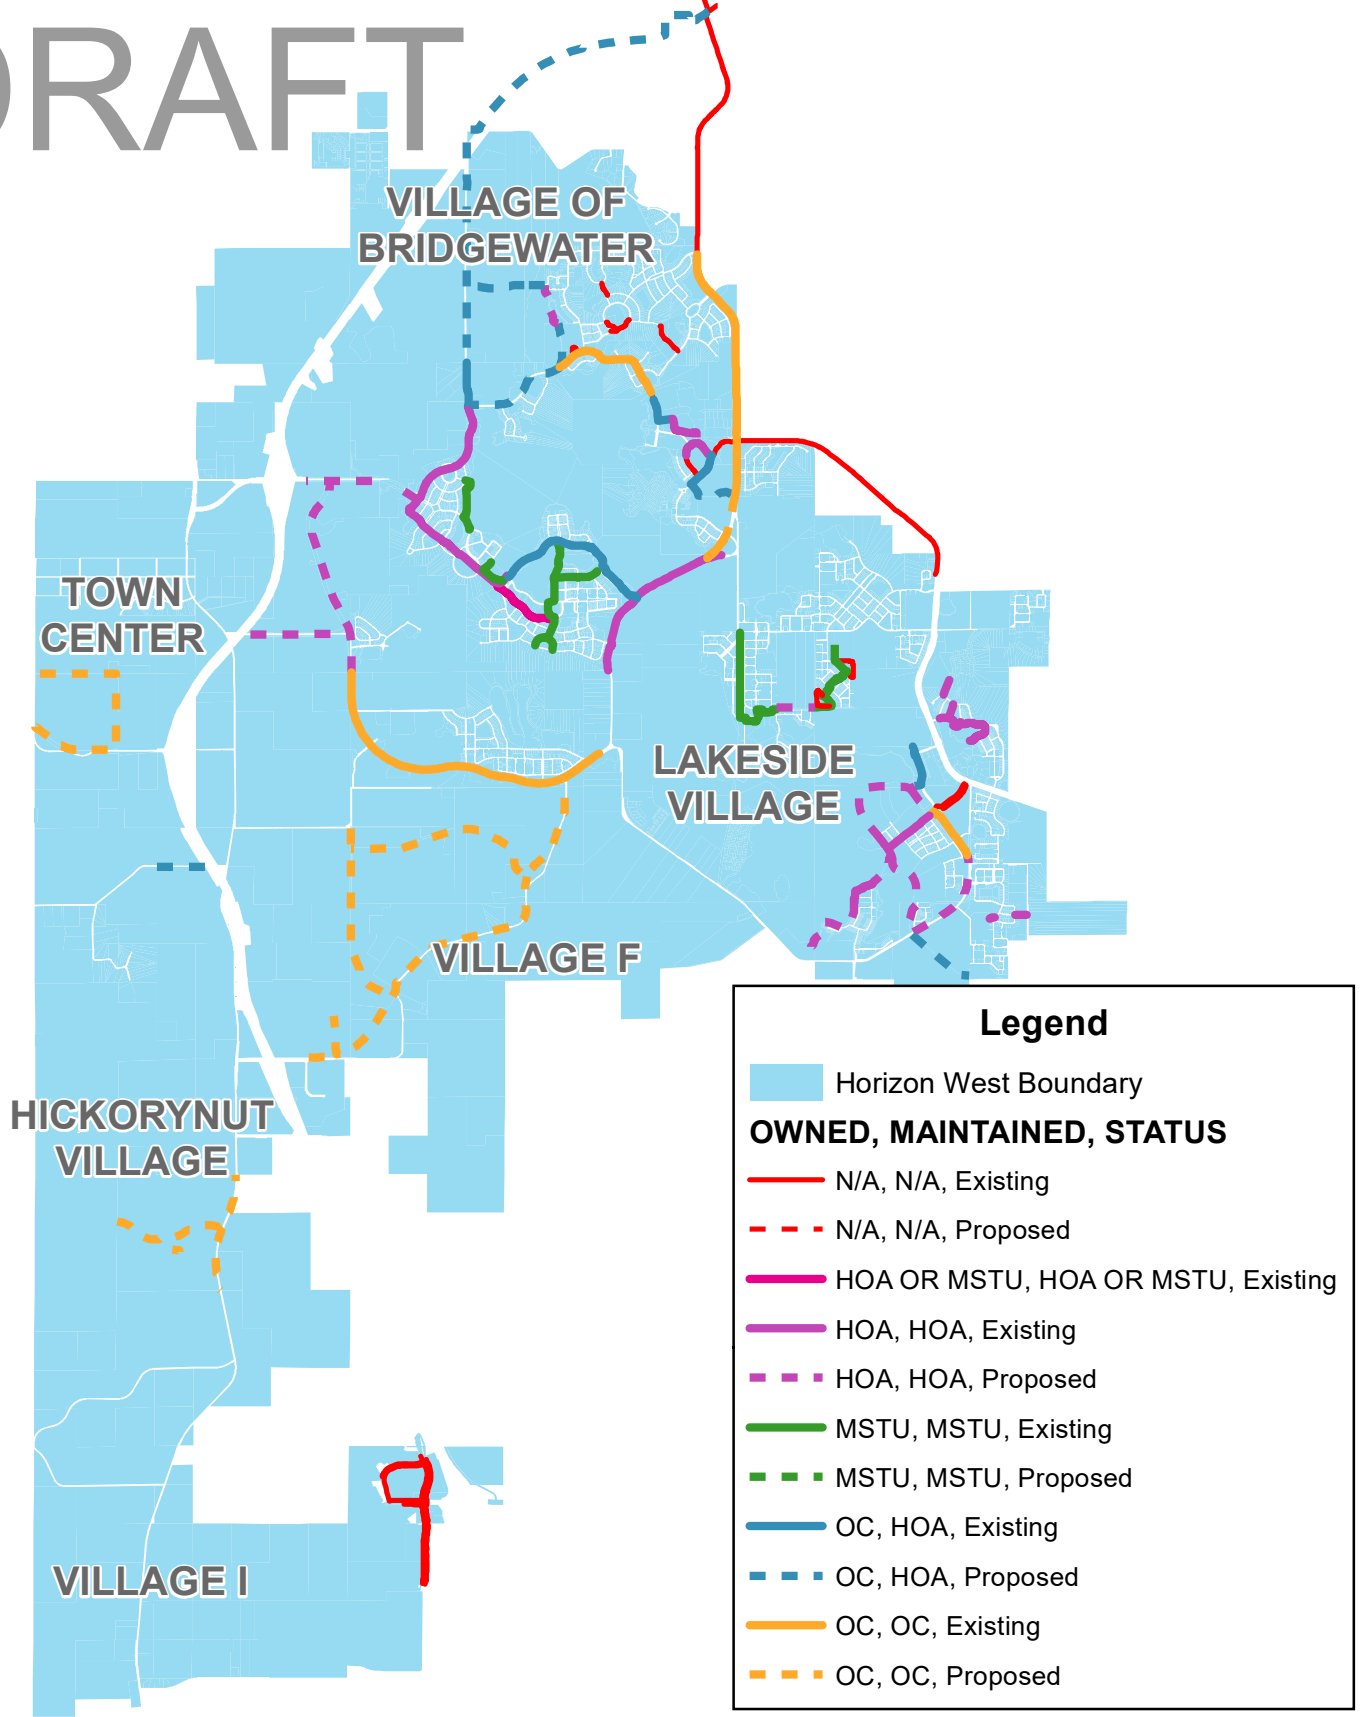 DRAFT
VILLAGE OF
BRIDGEWATER
TOWN
CENTER
LAKESIDE
VILLAGE
VILLAGE F
HICKORYNUT
VILLAGE
VILLAGE I
Legend
Horizon West Boundary
OWNED, MAINTAINED, STATUS
N/A, N/A, Existing
N/A, N/A, Proposed
HOA OR MSTU, HOA OR MSTU, Existing
HOA, HOA, Existing
HOA, HOA, Proposed
MSTU, MSTU, Existing
MSTU, MSTU, Proposed
OC, HOA, Existing
OC, HOA, Proposed
OC, OC, Existing
OC, OC, Proposed